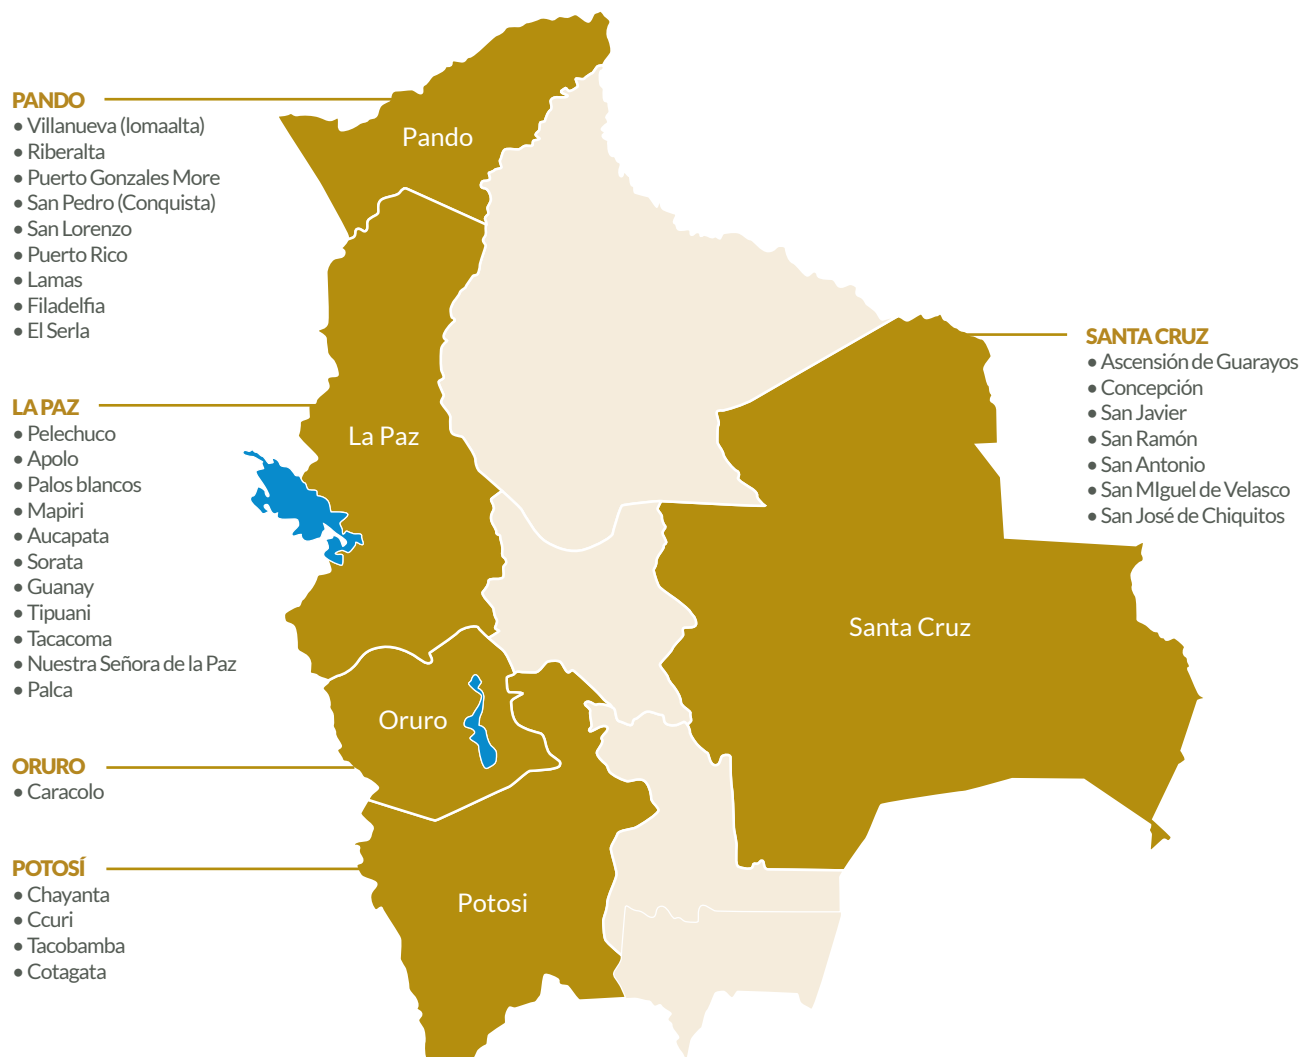 PANDO
• Villanueva (lomaalta)
• Riberalta
• Puerto Gonzales More
• San Pedro (Conquista)
• San Lorenzo
• Puerto Rico
• Lamas
• Filadelfia
• El Serla
LA PAZ
• Pelechuco
• Apolo
• Palos blancos
• Mapiri
• Aucapata
• Sorata
• Guanay
• Tipuani
• Tacacoma
• Nuestra Señora de la Paz
• Palca
ORURO
• Caracolo
POTOSÍ
• Chayanta
• Ccuri
• Tacobamba
• Cotagata
Pando
La Paz
Oruro
Potosi
Santa Cruz
SANTA CRUZ
• Ascensión de Guarayos
• Concepción
• San Javier
• San Ramón
• San Antonio
• San MIguel de Velasco
• San José de Chiquitos